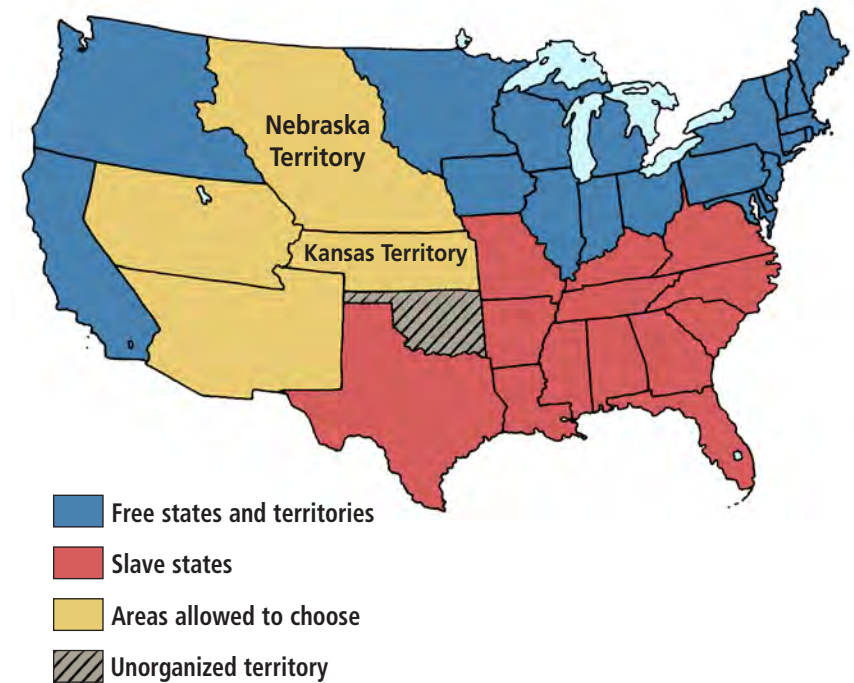 Nebraska
Territory
Kansas Territory
Free states and territories
Slave states
Areas allowed to choose
Unorganized territory